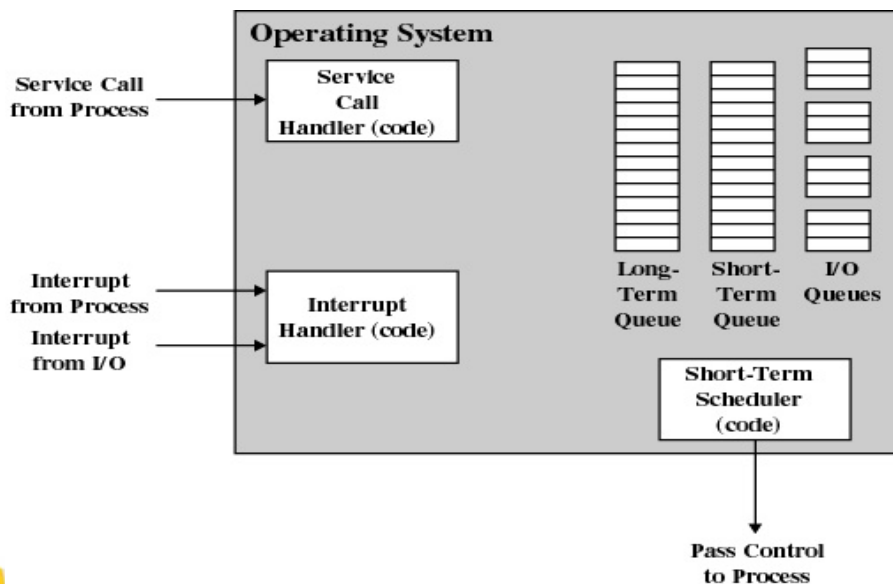 Operating System
Service Call
from Process
Service
Call
Handler (code)
Interrupt
from Process
Interrupt
from I/O
Interrupt
Handler (code)
Long-
Term
Queue
Short-
Term
Queue
I/O
Queues
Short-Term
Scheduler
(code)
Pass Control
to Process